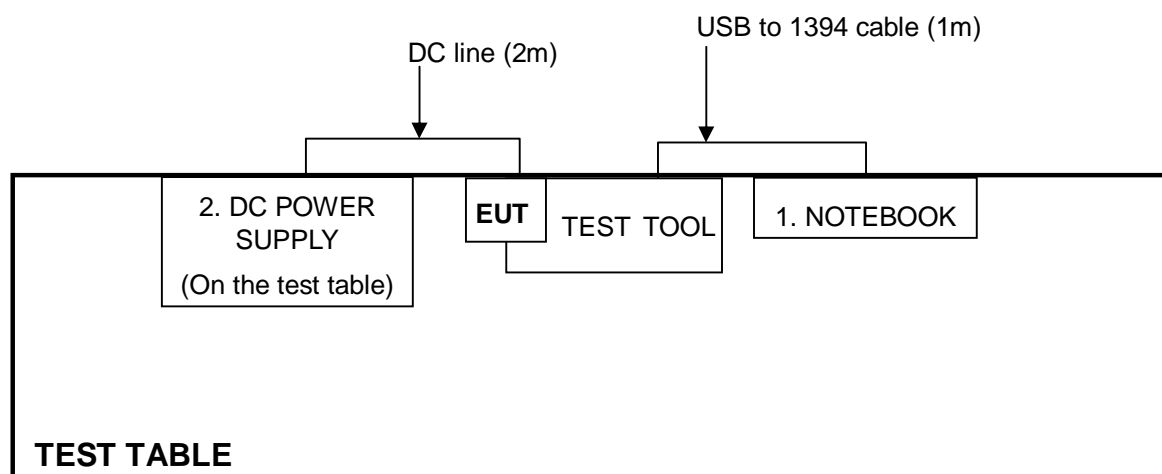 USB to 1394 cable (1m)
DC line (2m)
2. DC POWER
SUPPLY
(On the test table)
EUT
TEST TOOL
1. NOTEBOOK
TEST TABLE